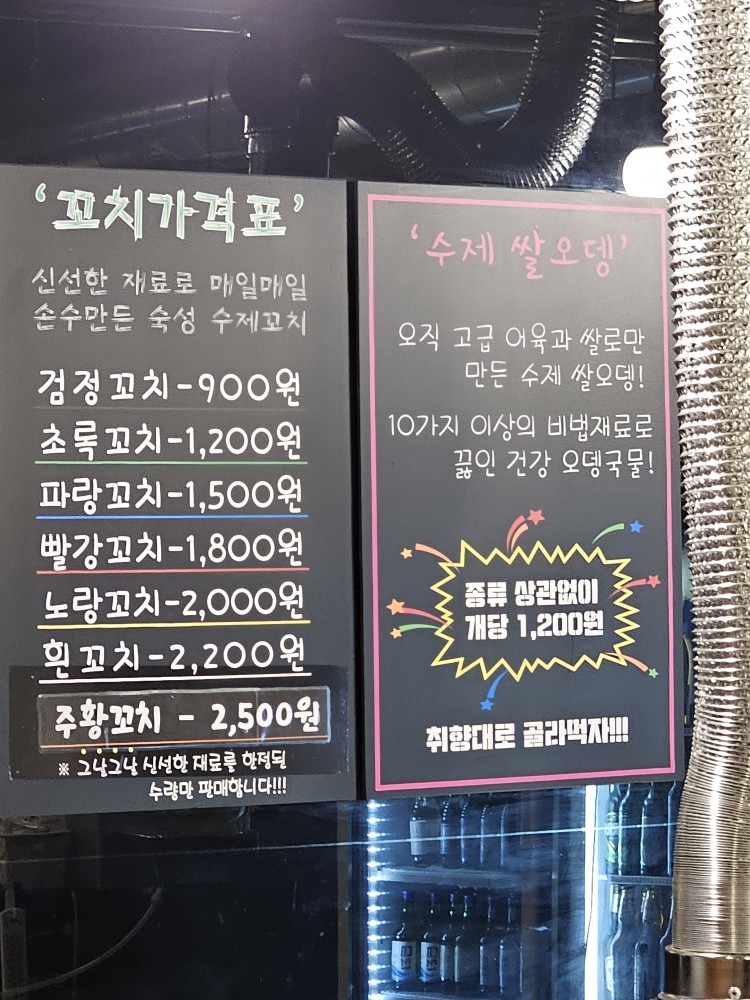 '꼬치가격표'
신선한 재료로 매일매일
손수만든 숙성 수제꼬치
검정꼬치-900원
초록꼬치-1,200원
파랑꼬치-1,500원
빨강꼬치-1,800원
노랑꼬치-2,000원
흰꼬치-2,200원
주황꼬치 - 2,500원
※ 그날그날 신선한 재료를 한정된
수량만 판매합니다!!!
'수제 쌀오뎅'
오직 고급 어육과 쌀로만
만든 수제 쌀오뎅!
10가지 이상의 비법재료로
끓인 건강 오뎅국물!
종류 상관없이
개당 1,200원
취향대로 골라먹자!!!